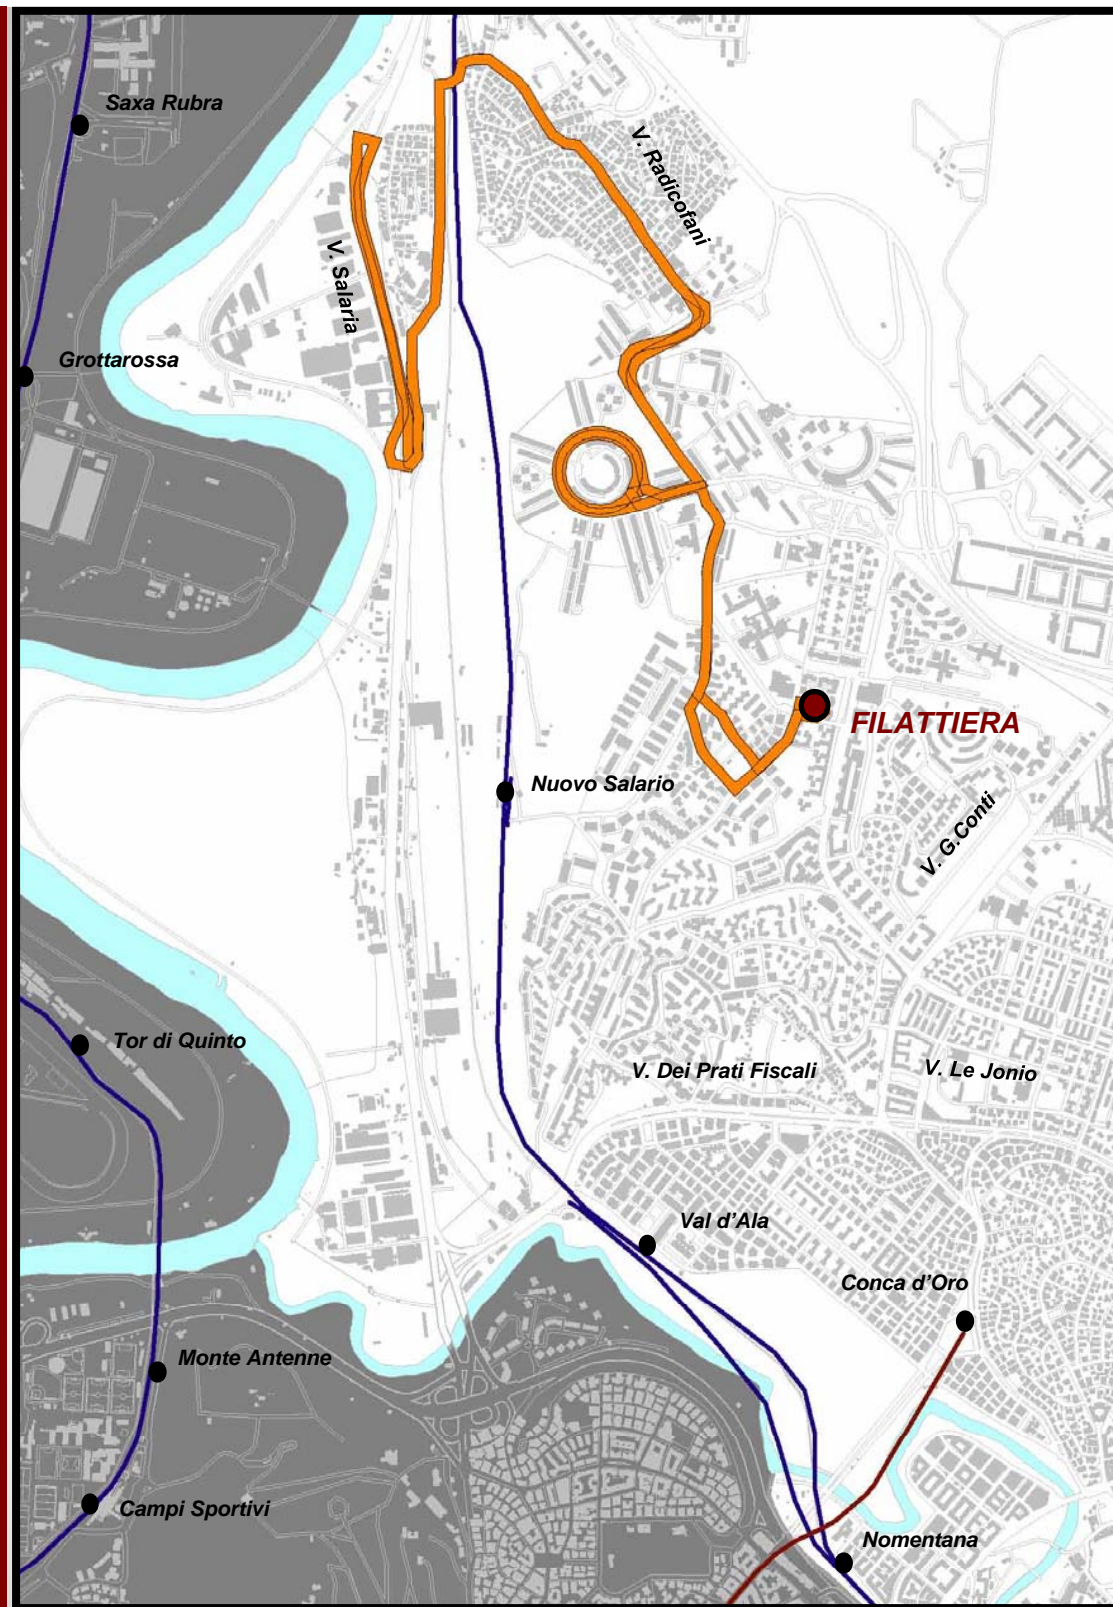 Saxa Rubra
V. Radicofani
V. Salaria
Grottarossa
FILATTIERA
Nuovo Salario
V. G.Conti
Tor di Quinto
V. Dei Prati Fiscali
V. Le Jonio
Val d’Ala
Conca d’Oro
Monte Antenne
Campi Sportivi
Nomentana